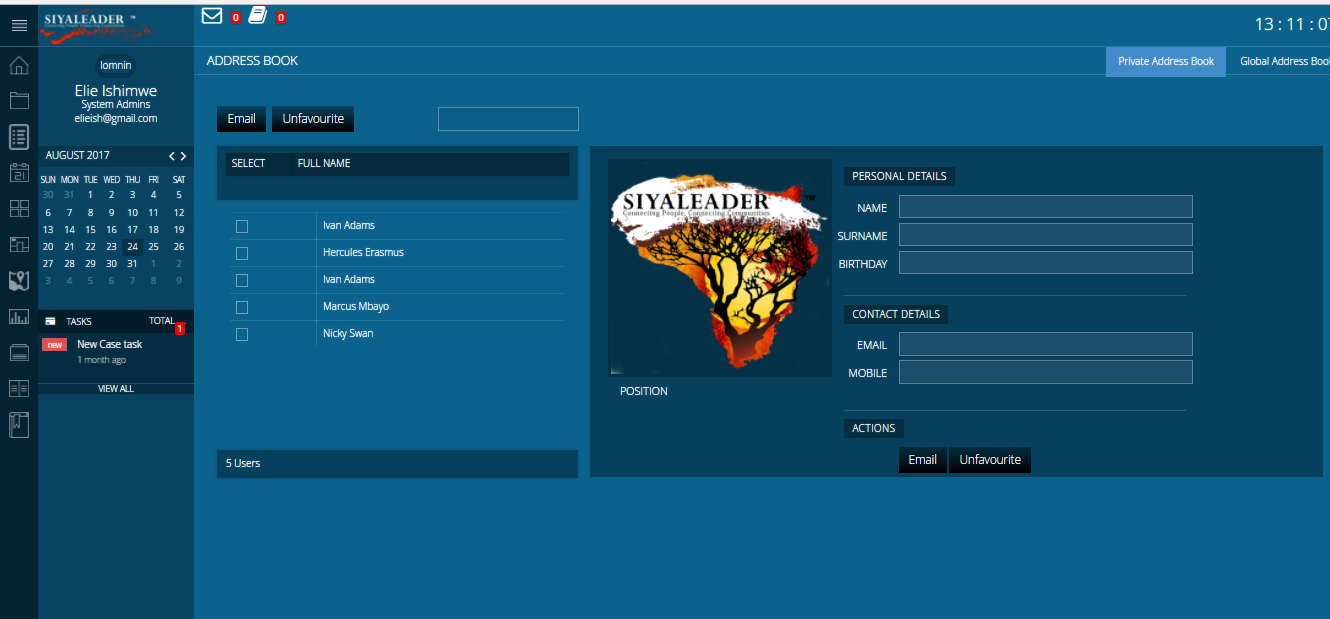 SIYALEADER ™
0
0
13 : 11 : 0
ADDRESS BOOK
Private Address Book
Global Address Boo
lomnin
Elie Ishimwe
System Admins
elieish@gmail.com
AUGUST 2017
< >
SUN MON TUE WED THU FRI SAT
30 31 1 2 3 4 5
6 7 8 9 10 11 12
13 14 15 16 17 18 19
20 21 22 23 24 25 26
27 28 29 30 31 1 2
3 4 5 6 7 8 9
TASKS
TOTAL
1
new
New Case task
1 month ago
VIEW ALL
Email
Unfavourite
SELECT
FULL NAME
Ivan Adams
Hercules Erasmus
Ivan Adams
Marcus Mbayo
Nicky Swan
5 Users
SIYALEADER ™
Connecting People, Connecting Communities
POSITION
PERSONAL DETAILS
NAME
SURNAME
BIRTHDAY
CONTACT DETAILS
EMAIL
MOBILE
ACTIONS
Email
Unfavourite